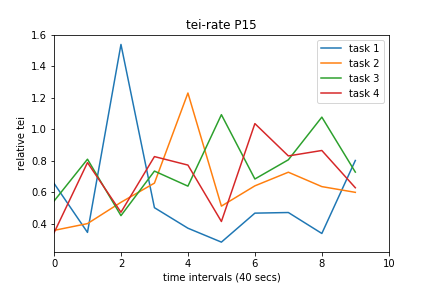 tei-rate P15
relative tei
1.6
1.4
1.2
1.0
0.8
0.6
0.4
task 1
task 2
task 3
task 4
0 2 4 6 8 10
time intervals (40 secs)